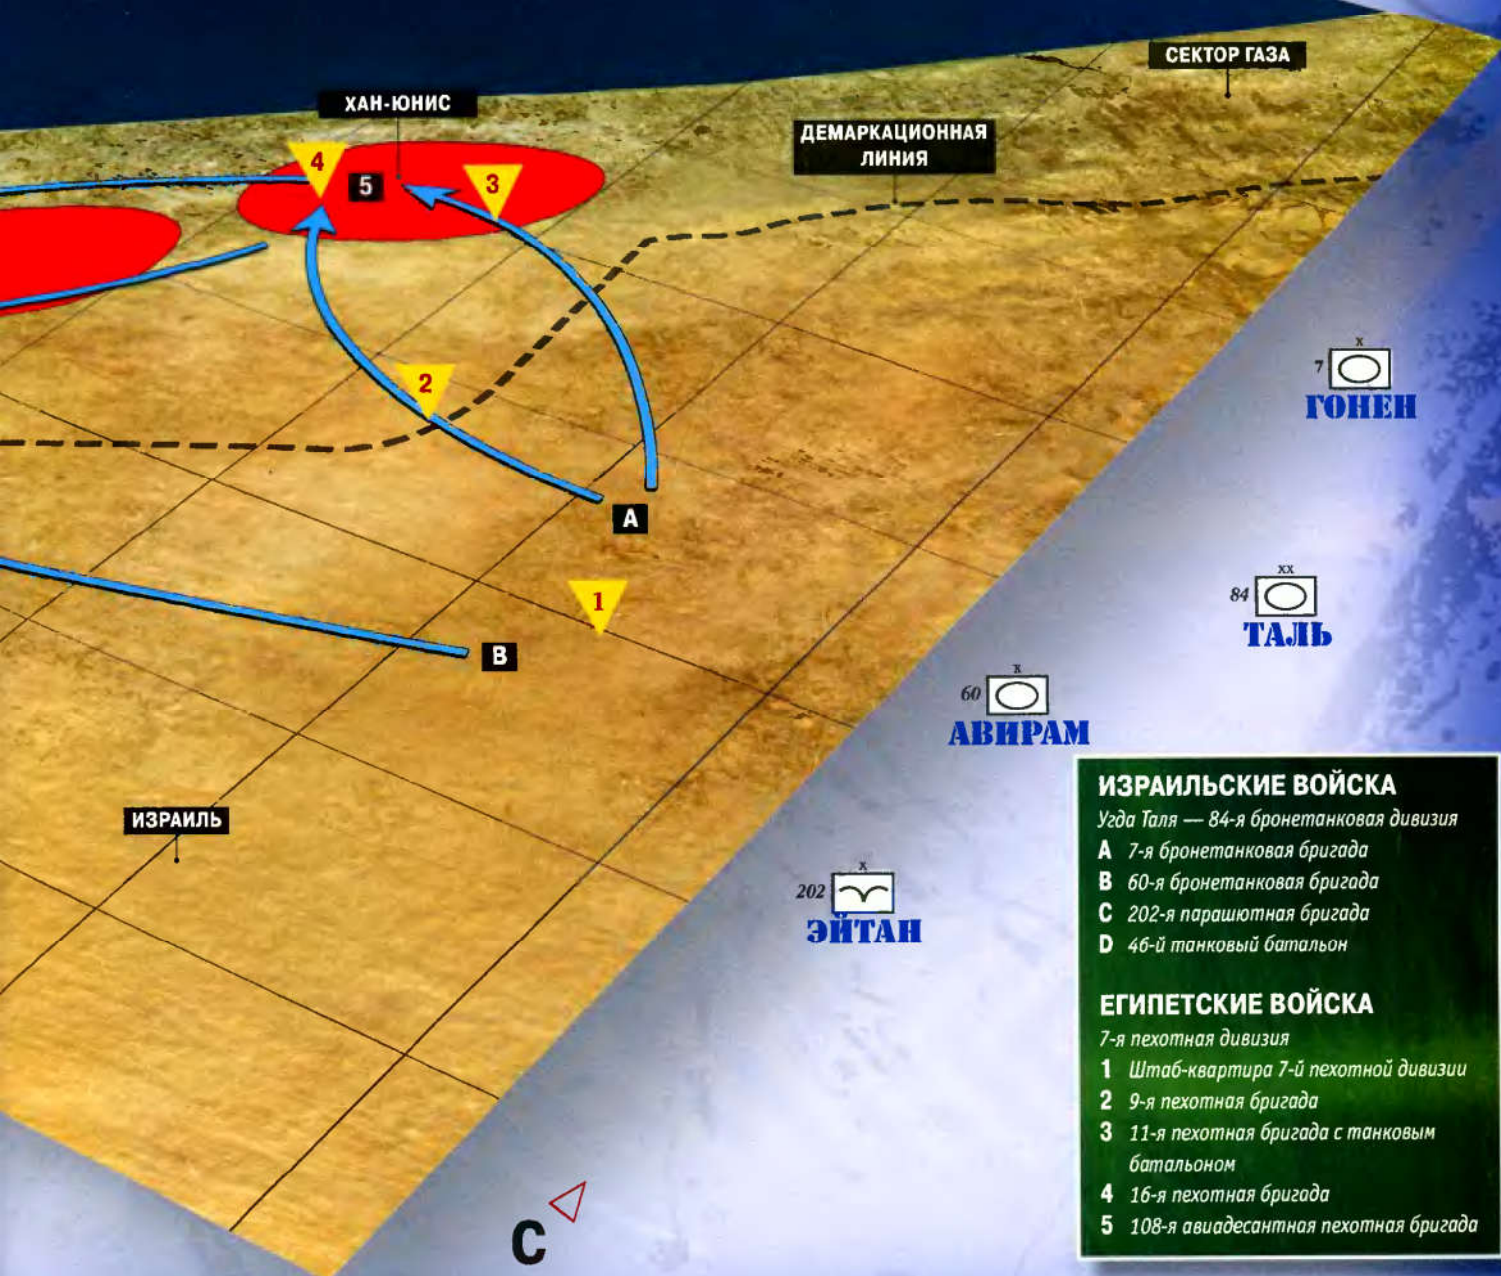 СЕКТОР ГАЗА
ХАН-ЮНИС
ДЕМАРКАЦИОННАЯ
ЛИНИЯ
4
5
3
2
A
1
B
ИЗРАИЛЬ
x
7
ГОНЕН
xx
84
ТАЛЬ
x
60
АВИРАМ
x
202
ЭЙТАН
C
ИЗРАИЛЬСКИЕ ВОЙСКА
Угда Таля — 84-я бронетанковая дивизия
A 7-я бронетанковая бригада
B 60-я бронетанковая бригада
C 202-я парашютная бригада
D 46-й танковый батальон
ЕГИПЕТСКИЕ ВОЙСКА
7-я пехотная дивизия
1 Штаб-квартира 7-й пехотной дивизии
2 9-я пехотная бригада
3 11-я пехотная бригада с танковым
батальоном
4 16-я пехотная бригада
5 108-я авиадесантная пехотная бригада